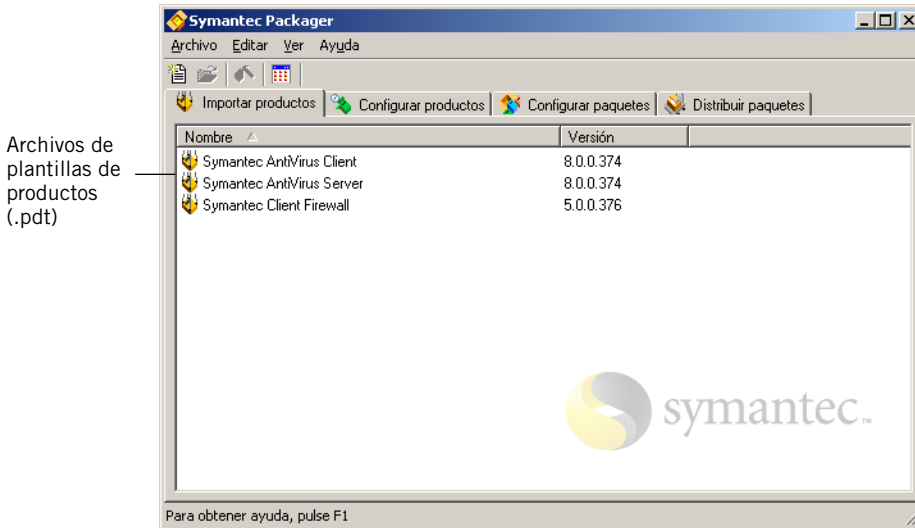 Symantec Packager
Archivo Editar Ver Ayuda
Importar productos Configurar productos Configurar paquetes Distribuir paquetes
Archivos de
plantillas de
productos
(.pdt)
Nombre Versión
Symantec AntiVirus Client 8.0.0.374
Symantec AntiVirus Server 8.0.0.374
Symantec Client Firewall 5.0.0.376
symantec™
Para obtener ayuda, pulse F1